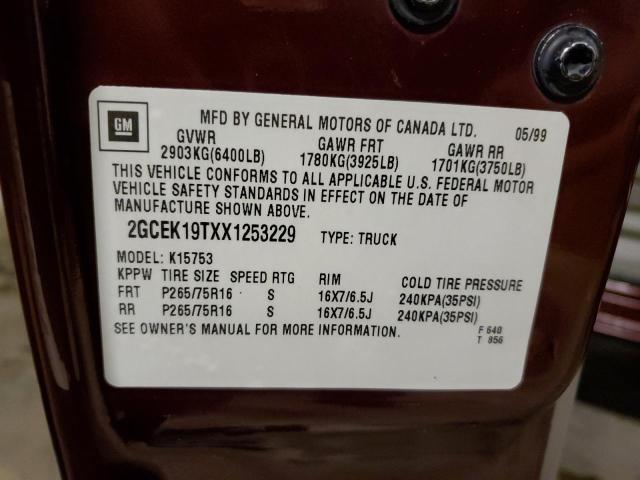 GM
MFD BY GENERAL MOTORS OF CANADA LTD. 05/99
GVWR GAWR FRT GAWR RR
2903KG(6400LB) 1780KG(3925LB) 1701KG(3750LB)
THIS VEHICLE CONFORMS TO ALL APPLICABLE U.S. FEDERAL MOTOR
VEHICLE SAFETY STANDARDS IN EFFECT ON THE DATE OF
MANUFACTURE SHOWN ABOVE.
2GCEK19TXX1253229 TYPE: TRUCK
MODEL: K15753
KPPW TIRE SIZE SPEED RTG RIM COLD TIRE PRESSURE
FRT P265/75R16 S 16X7/6.5J 240KPA(35PSI)
RR P265/75R16 S 16X7/6.5J 240KPA(35PSI)
SEE OWNER'S MANUAL FOR MORE INFORMATION. F 640
T 856